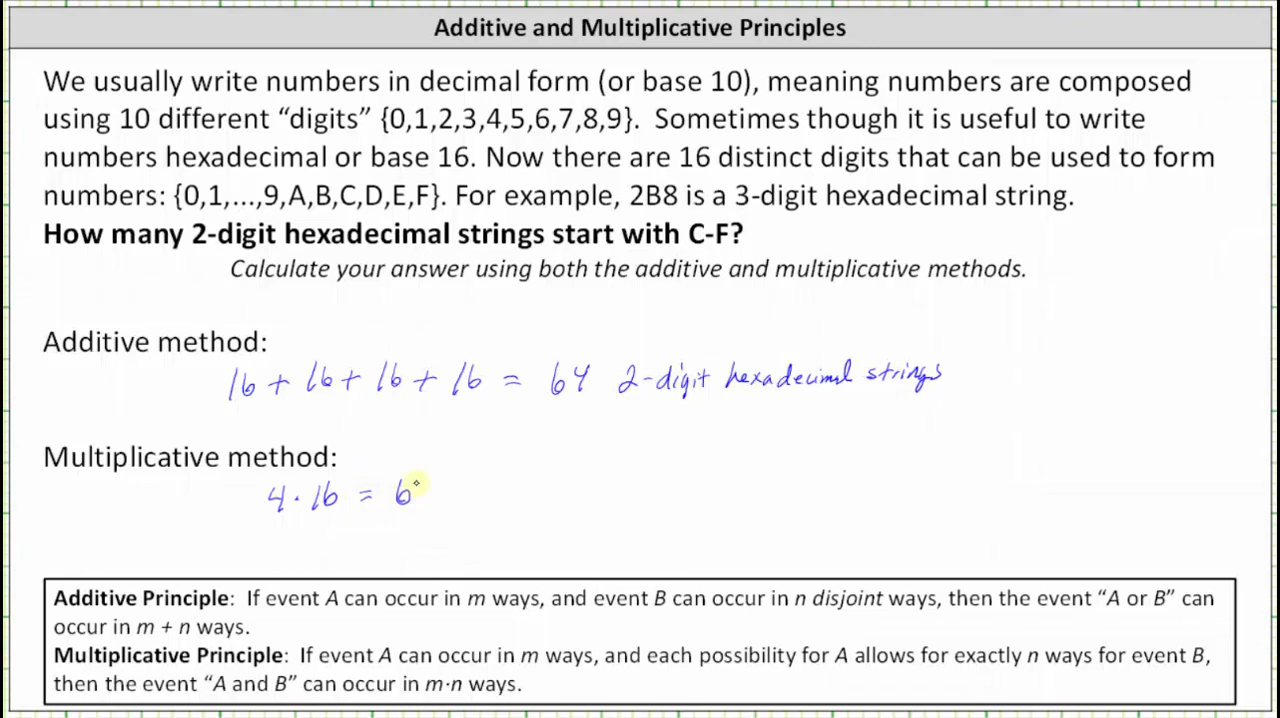 Additive and Multiplicative Principles
We usually write numbers in decimal form (or base 10), meaning numbers are composed
using 10 different “digits” {0,1,2,3,4,5,6,7,8,9}.  Sometimes though it is useful to write
numbers hexadecimal or base 16. Now there are 16 distinct digits that can be used to form
numbers: {0,1,...,9,A,B,C,D,E,F}. For example, 2B8 is a 3-digit hexadecimal string.
How many 2-digit hexadecimal strings start with C-F?
Calculate your answer using both the additive and multiplicative methods.
Additive method:
16 + 16 + 16 + 16 = 64 2-digit hexadecimal strings
Multiplicative method:
4 · 16 = 6
Additive Principle:  If event A can occur in m ways, and event B can occur in n disjoint ways, then the event “A or B” can
occur in m + n ways.
Multiplicative Principle:  If event A can occur in m ways, and each possibility for A allows for exactly n ways for event B,
then the event “A and B” can occur in m·n ways.